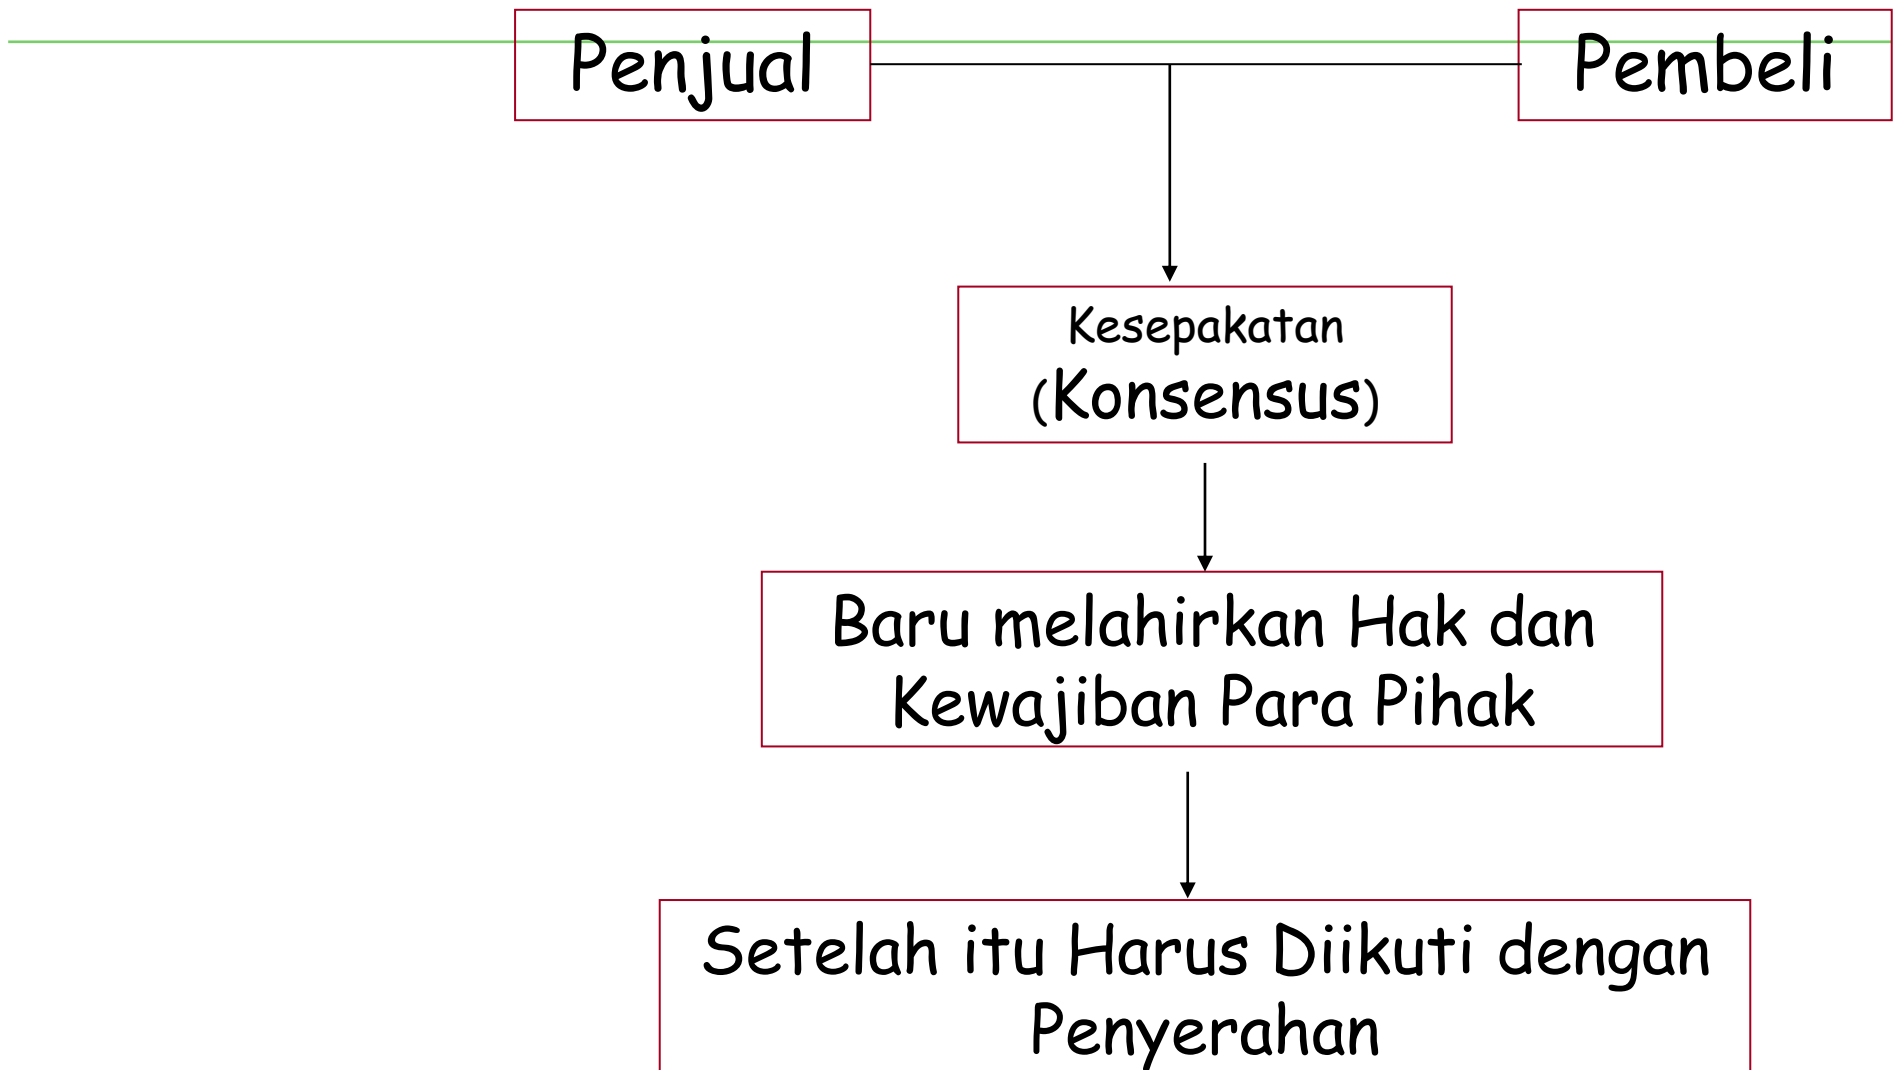 Penjual
Pembeli
Kesepakatan
(Konsensus)
Baru melahirkan Hak dan
Kewajiban Para Pihak
Setelah itu Harus Diikuti dengan
Penyerahan